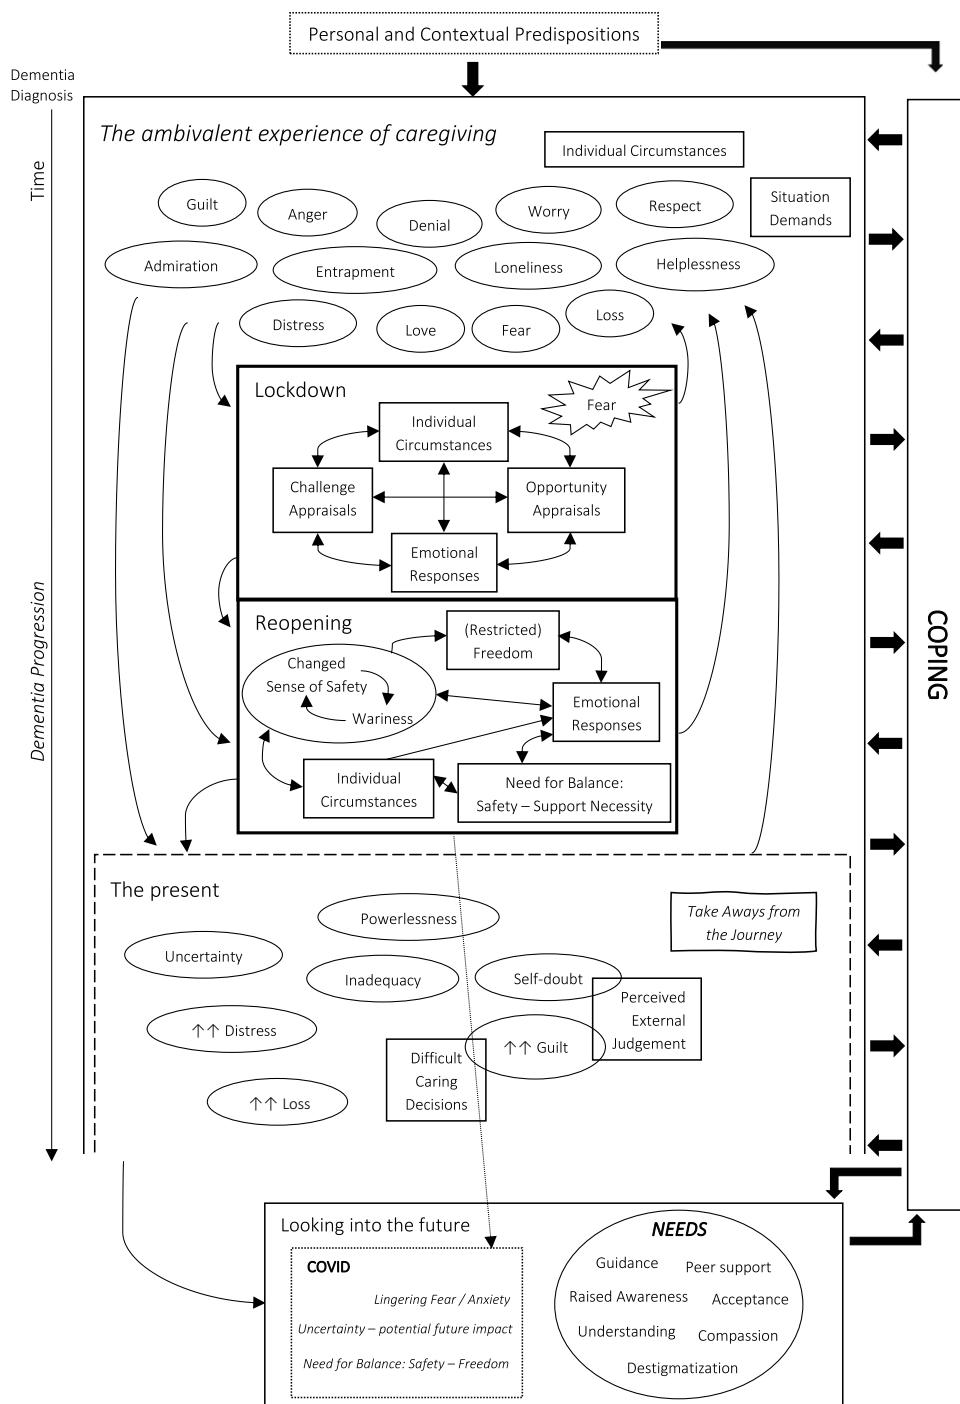 Personal and Contextual Predispositions
Dementia
Diagnosis
Time
Dementia Progression
The ambivalent experience of caregiving
Individual Circumstances
Situation
Demands
Guilt
Anger
Denial
Worry
Respect
Admiration
Entrapment
Loneliness
Helplessness
Distress
Love
Fear
Loss
Lockdown
Fear
Individual
Circumstances
Challenge
Appraisals
Opportunity
Appraisals
Emotional
Responses
Reopening
(Restricted)
Freedom
Changed
Sense of Safety
Wariness
Emotional
Responses
Individual
Circumstances
Need for Balance:
Safety – Support Necessity
COPING
The present
Powerlessness
Take Aways from
the Journey
Uncertainty
Inadequacy
Self-doubt
Perceived
External
Judgement
↑↑ Distress
↑↑ Guilt
Difficult
Caring
Decisions
↑↑ Loss
Looking into the future
COVID
Lingering Fear / Anxiety
Uncertainty – potential future impact
Need for Balance: Safety – Freedom
NEEDS
Guidance
Peer support
Raised Awareness
Acceptance
Understanding
Compassion
Destigmatization